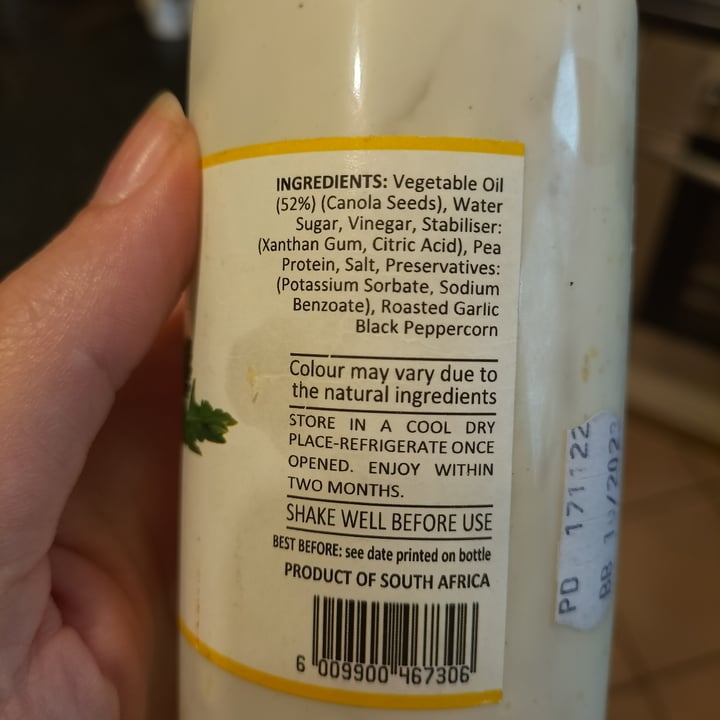 INGREDIENTS: Vegetable Oil
(52%) (Canola Seeds), Water
Sugar, Vinegar, Stabiliser:
(Xanthan Gum, Citric Acid), Pea
Protein, Salt, Preservatives:
(Potassium Sorbate, Sodium
Benzoate), Roasted Garlic
Black Peppercorn
Colour may vary due to
the natural ingredients
STORE IN A COOL DRY
PLACE-REFRIGERATE ONCE
OPENED. ENJOY WITHIN
TWO MONTHS.
SHAKE WELL BEFORE USE
BEST BEFORE: see date printed on bottle
PRODUCT OF SOUTH AFRICA
6 009900 467306
PD 171122
BB